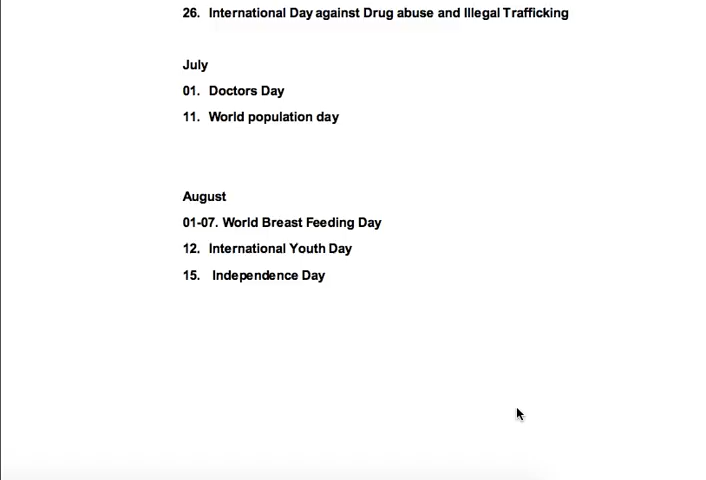 26. International Day against Drug abuse and Illegal Trafficking
July
01. Doctors Day
11. World population day
August
01-07. World Breast Feeding Day
12. International Youth Day
15. Independence Day